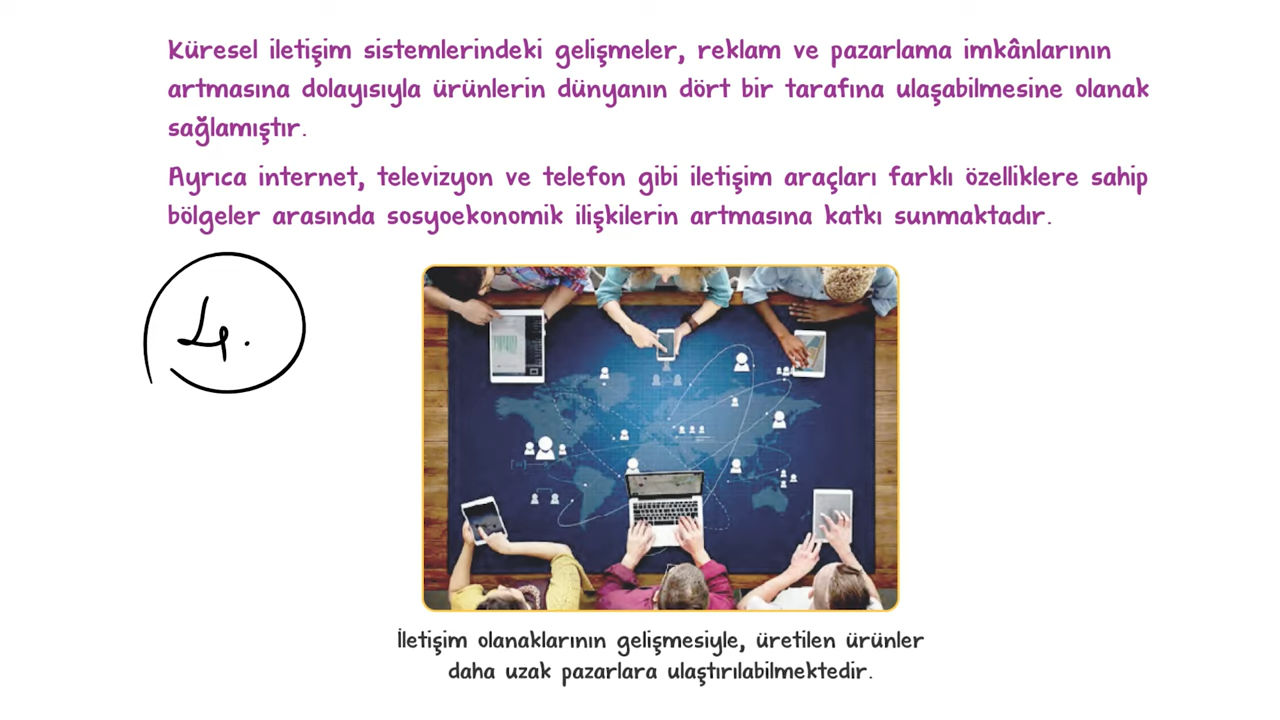 Küresel iletişim sistemlerindeki gelişmeler, reklam ve pazarlama imkânlarının
artmasına dolayısıyla ürünlerin dünyanın dört bir tarafına ulaşabilmesine olanak
sağlamıştır.
Ayrıca internet, televizyon ve telefon gibi iletişim araçları farklı özelliklere sahip
bölgeler arasında sosyoekonomik ilişkilerin artmasına katkı sunmaktadır.
4.
İletişim olanaklarının gelişmesiyle, üretilen ürünler
daha uzak pazarlara ulaştırılabilmektedir.